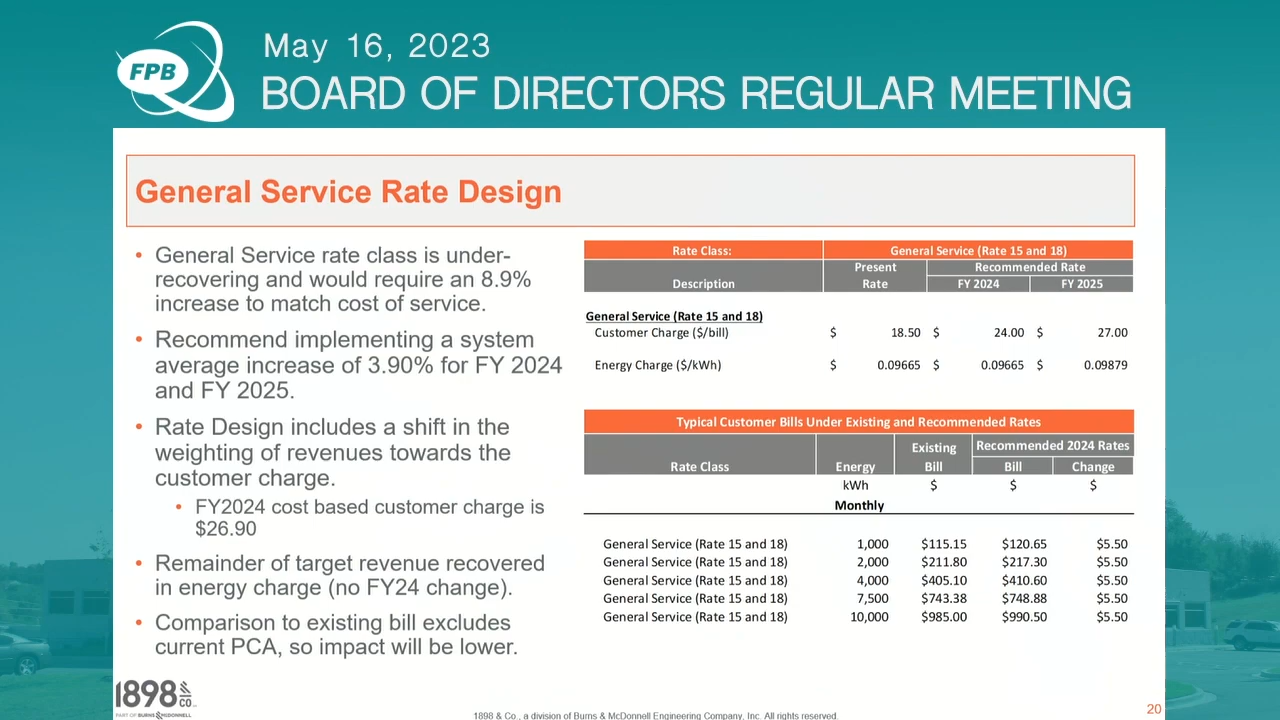 FPB
May 16, 2023
BOARD OF DIRECTORS REGULAR MEETING
General Service Rate Design
• General Service rate class is under-
recovering and would require an 8.9%
increase to match cost of service.
• Recommend implementing a system
average increase of 3.90% for FY 2024
and FY 2025.
• Rate Design includes a shift in the
weighting of revenues towards the
customer charge.
• FY2024 cost based customer charge is
$26.90
• Remainder of target revenue recovered
in energy charge (no FY24 change).
• Comparison to existing bill excludes
current PCA, so impact will be lower.
Rate Class: General Service (Rate 15 and 18)
Present Recommended Rate
Description Rate FY 2024 FY 2025
General Service (Rate 15 and 18)
Customer Charge ($/bill) $ 18.50 $ 24.00 $ 27.00
Energy Charge ($/kWh) $ 0.09665 $ 0.09665 $ 0.09879
Typical Customer Bills Under Existing and Recommended Rates
Existing Recommended 2024 Rates
Rate Class Energy Bill Bill Change
kWh $ $ $
Monthly
General Service (Rate 15 and 18) 1,000 $115.15 $120.65 $5.50
General Service (Rate 15 and 18) 2,000 $211.80 $217.30 $5.50
General Service (Rate 15 and 18) 4,000 $405.10 $410.60 $5.50
General Service (Rate 15 and 18) 7,500 $743.38 $748.88 $5.50
General Service (Rate 15 and 18) 10,000 $985.00 $990.50 $5.50
1898 & CO
PART OF BURNS & MCDONNELL
1898 & Co., a division of Burns & McDonnell Engineering Company, Inc. All rights reserved.
20